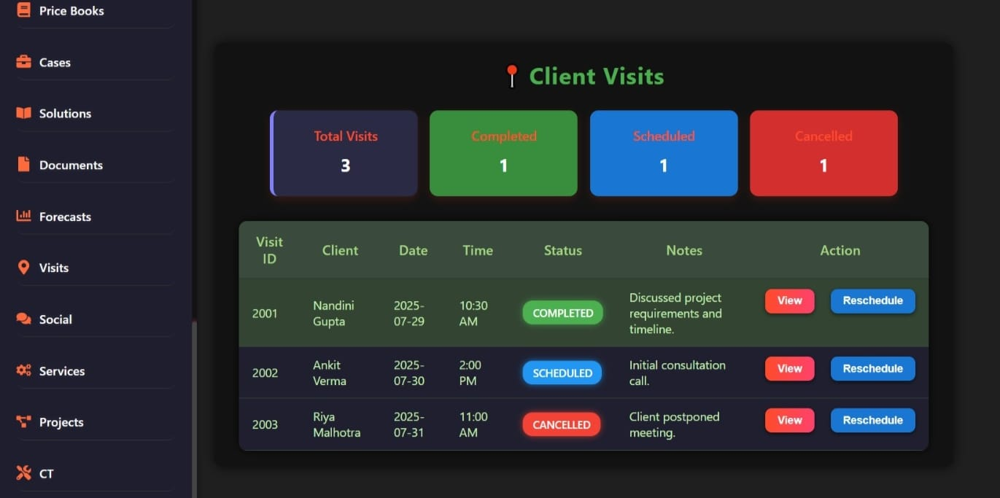 Price Books
Cases
Solutions
Documents
Forecasts
Visits
Social
Services
Projects
CT
Client Visits
Total Visits
3
Completed
1
Scheduled
1
Cancelled
1
Visit
ID
Client
Date
Time
Status
Notes
Action
2001
Nandini
Gupta
2025-
07-29
10:30
AM
COMPLETED
Discussed project
requirements and
timeline.
View
Reschedule
2002
Ankit
Verma
2025-
07-30
2:00
PM
SCHEDULED
Initial consultation
call.
View
Reschedule
2003
Riya
Malhotra
2025-
07-31
11:00
AM
CANCELLED
Client postponed
meeting.
View
Reschedule